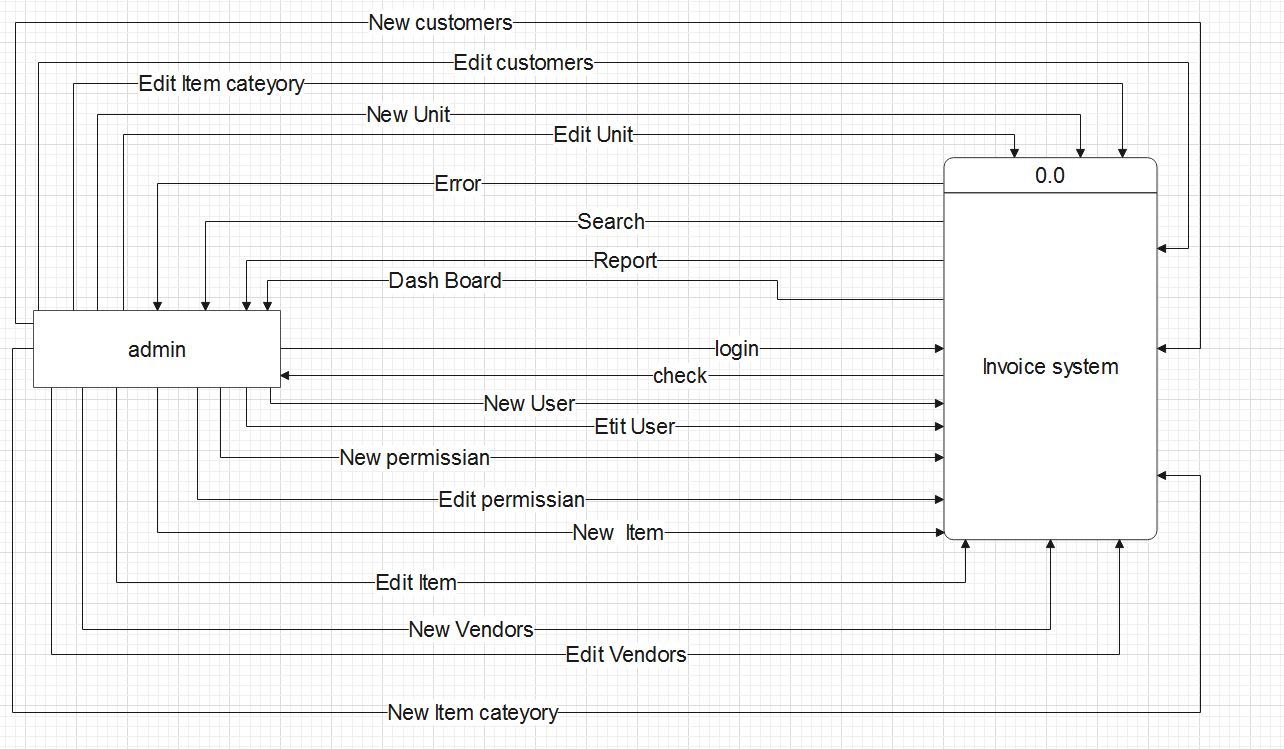 New customers
Edit customers
Edit Item cateyory
New Unit
Edit Unit
0.0
Error
Search
Report
Dash Board
admin
login
Invoice system
check
New User
Etit User
New permissian
Edit permissian
New Item
Edit Item
New Vendors
Edit Vendors
New Item cateyory